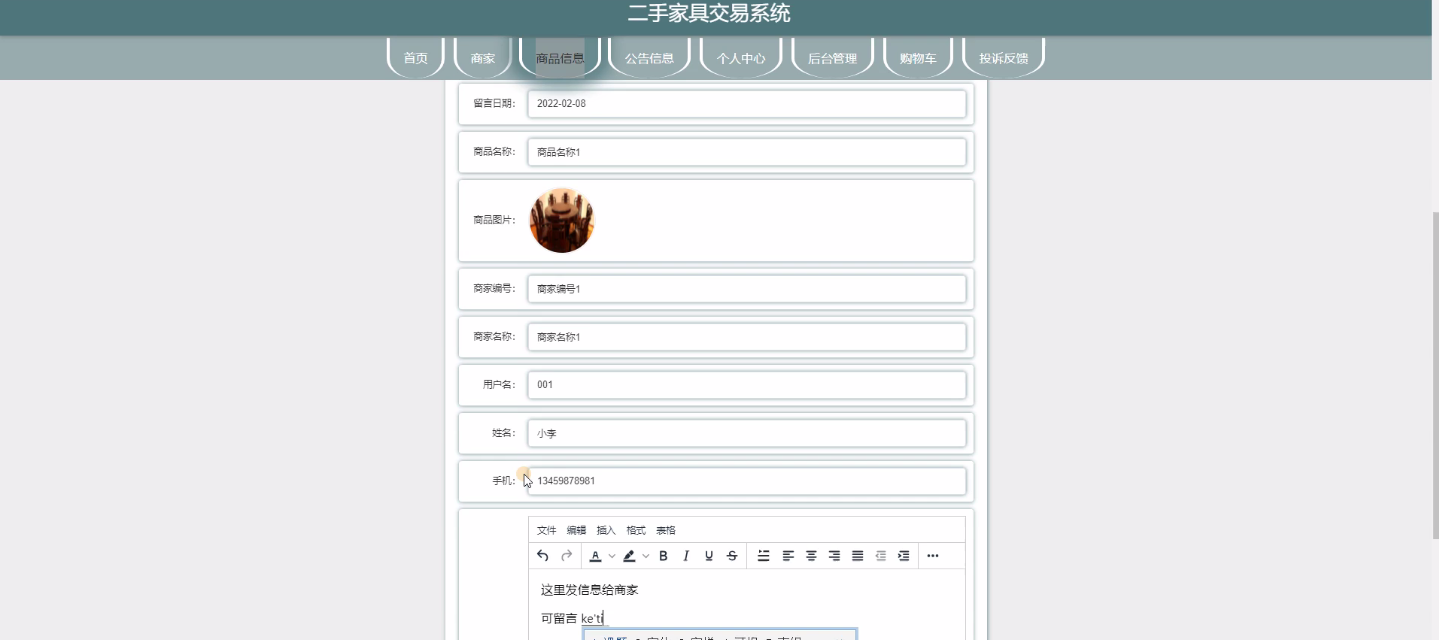 二手家具交易系统
首页 商家 商品信息 公告信息 个人中心 后台管理 购物车 投诉反馈
留言日期： 2022-02-08
商品名称： 商品名称1
商品图片：
商家编号： 商家编号1
商家名称： 商家名称1
用户名： 001
姓名： 小李
手机： 13459878981
文件 编辑 插入 格式 表格
A B I U S
这里发信息给商家
可留言 ke'ti